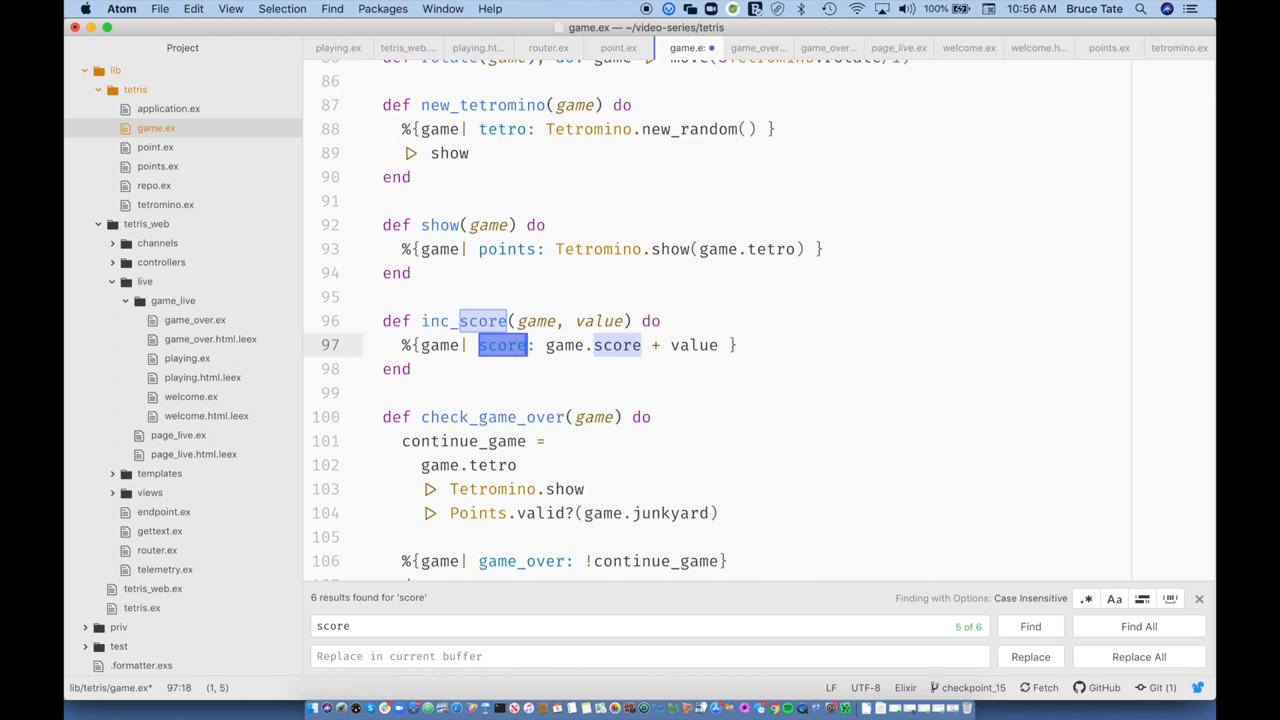 Atom File Edit View Selection Find Packages Window Help 100% 10:56 AM Bruce Tate
game.ex — ~/video-series/tetris
Project
playing.ex tetris_web.... playing.ht... router.ex point.ex game.e: game_over... game_over... page_live.ex welcome.ex welcome.h... points.ex tetromino.ex
lib
tetris
application.ex
game.ex
point.ex
points.ex
repo.ex
tetromino.ex
tetris_web
channels
controllers
live
game_live
game_over.ex
game_over.html.leex
playing.ex
playing.html.leex
welcome.ex
welcome.html.leex
page_live.ex
page_live.html.leex
templates
views
endpoint.ex
gettext.ex
router.ex
telemetry.ex
tetris_web.ex
tetris.ex
priv
test
.formatter.exs
86
87 def new_tetromino(game) do
88 %{game| tetro: Tetromino.new_random() }
89 |> show
90 end
91
92 def show(game) do
93 %{game| points: Tetromino.show(game.tetro) }
94 end
95
96 def inc_score(game, value) do
97 %{game| score: game.score + value }
98 end
99
100 def check_game_over(game) do
101 continue_game =
102 game.tetro
103 |> Tetromino.show
104 |> Points.valid?(game.junkyard)
105
106 %{game| game_over: !continue_game}
6 results found for 'score' Finding with Options: Case Insensitive .* Aa
score 5 of 6 Find Find All
Replace in current buffer Replace Replace All
lib/tetris/game.ex* 97:18 (1, 5) LF UTF-8 Elixir checkpoint_15 Fetch GitHub Git (1)